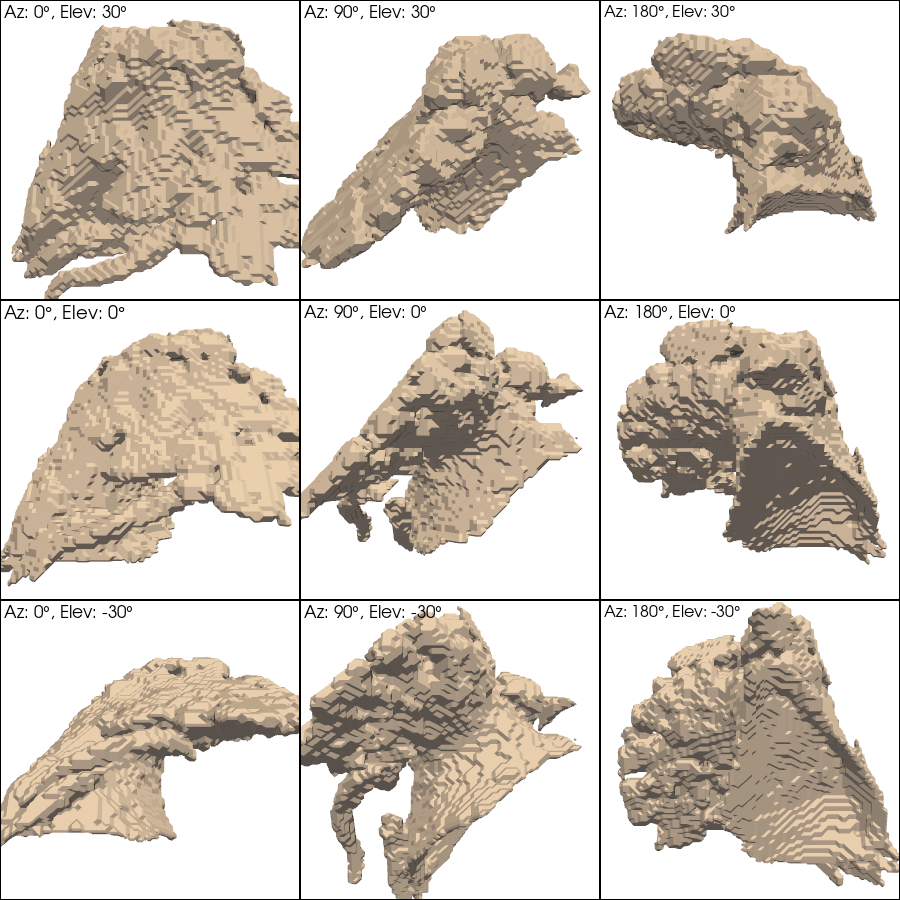 Az: 0°, Elev: 30°
Az: 90°, Elev: 30°
Az: 180°, Elev: 30°
Az: 0°, Elev: 0°
Az: 90°, Elev: 0°
Az: 180°, Elev: 0°
Az: 0°, Elev: -30°
Az: 90°, Elev: -30°
Az: 180°, Elev: -30°